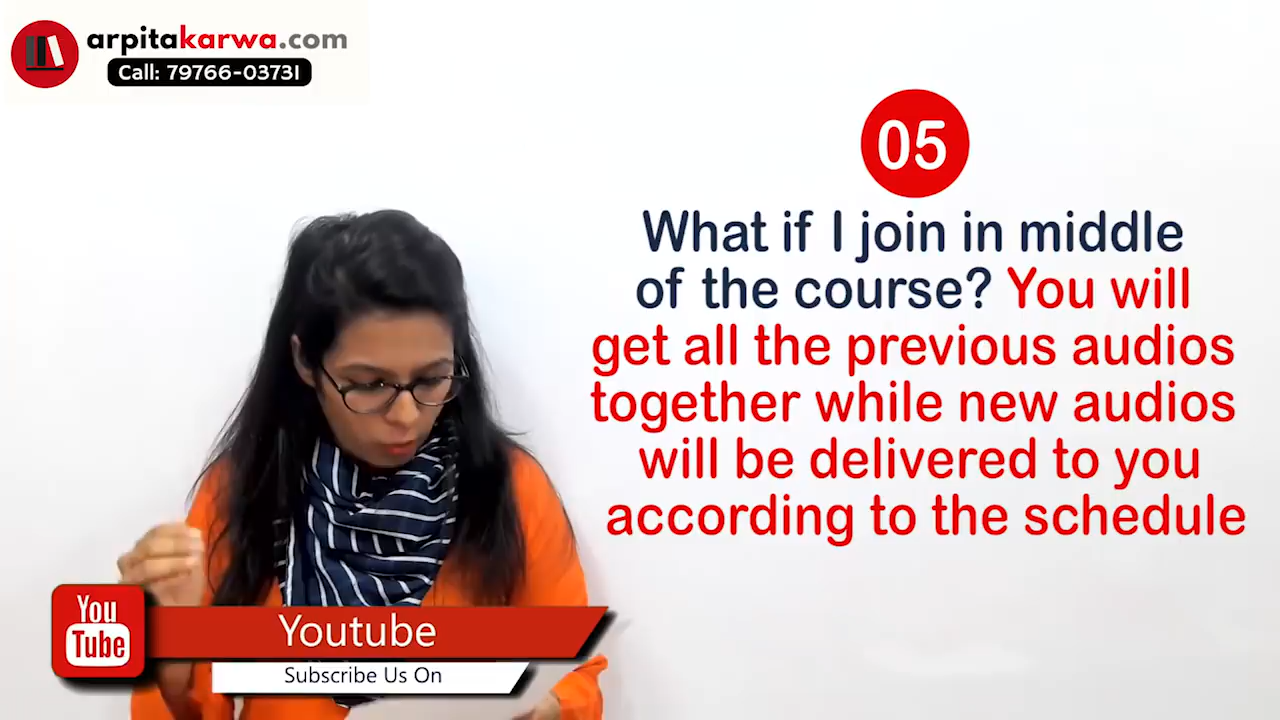 arpitakarwa.com
Call: 79766-03731
05
What if I join in middle
of the course? You will
get all the previous audios
together while new audios
will be delivered to you
according to the schedule
You
Tube
Youtube
Subscribe Us On